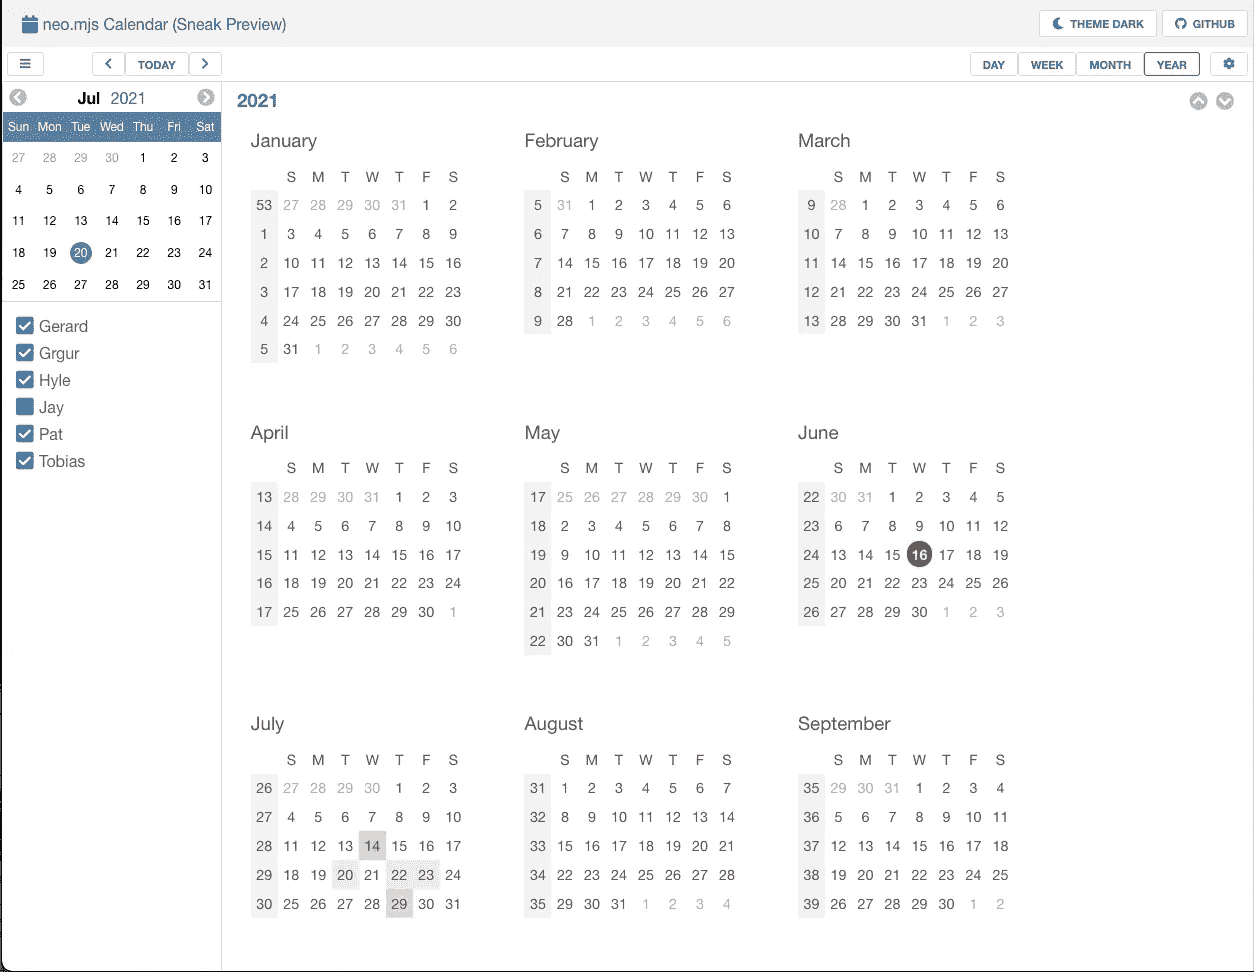 neo.mjs Calendar (Sneak Preview)
THEME DARK
GITHUB
TODAY
DAY
WEEK
MONTH
YEAR
Jul 2021
Sun Mon Tue Wed Thu Fri Sat
27 28 29 30 1 2 3
4 5 6 7 8 9 10
11 12 13 14 15 16 17
18 19 20 21 22 23 24
25 26 27 28 29 30 31
Gerard
Grgur
Hyle
Jay
Pat
Tobias
2021
January
S M T W T F S
53 27 28 29 30 31 1 2
1 3 4 5 6 7 8 9
2 10 11 12 13 14 15 16
3 17 18 19 20 21 22 23
4 24 25 26 27 28 29 30
5 31 1 2 3 4 5 6
February
S M T W T F S
5 31 1 2 3 4 5 6
6 7 8 9 10 11 12 13
7 14 15 16 17 18 19 20
8 21 22 23 24 25 26 27
9 28 1 2 3 4 5 6
March
S M T W T F S
9 28 1 2 3 4 5 6
10 7 8 9 10 11 12 13
11 14 15 16 17 18 19 20
12 21 22 23 24 25 26 27
13 28 29 30 31 1 2 3
April
S M T W T F S
13 28 29 30 31 1 2 3
14 4 5 6 7 8 9 10
15 11 12 13 14 15 16 17
16 18 19 20 21 22 23 24
17 25 26 27 28 29 30 1
May
S M T W T F S
17 25 26 27 28 29 30 1
18 2 3 4 5 6 7 8
19 9 10 11 12 13 14 15
20 16 17 18 19 20 21 22
21 23 24 25 26 27 28 29
22 30 31 1 2 3 4 5
June
S M T W T F S
22 30 31 1 2 3 4 5
23 6 7 8 9 10 11 12
24 13 14 15 16 17 18 19
25 20 21 22 23 24 25 26
26 27 28 29 30 1 2 3
July
S M T W T F S
26 27 28 29 30 1 2 3
27 4 5 6 7 8 9 10
28 11 12 13 14 15 16 17
29 18 19 20 21 22 23 24
30 25 26 27 28 29 30 31
August
S M T W T F S
31 1 2 3 4 5 6 7
32 8 9 10 11 12 13 14
33 15 16 17 18 19 20 21
34 22 23 24 25 26 27 28
35 29 30 31 1 2 3 4
September
S M T W T F S
35 29 30 31 1 2 3 4
36 5 6 7 8 9 10 11
37 12 13 14 15 16 17 18
38 19 20 21 22 23 24 25
39 26 27 28 29 30 1 2